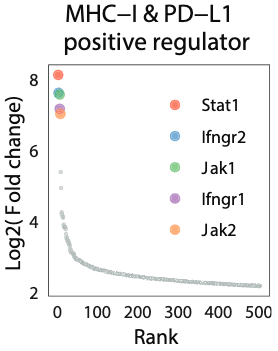 MHC−I & PD−L1
positive regulator
Log2( Fold change)
8
6
4
2
Stat1
Ifngr2
Jak1
Ifngr1
Jak2
0 100 200 300 400 500
Rank